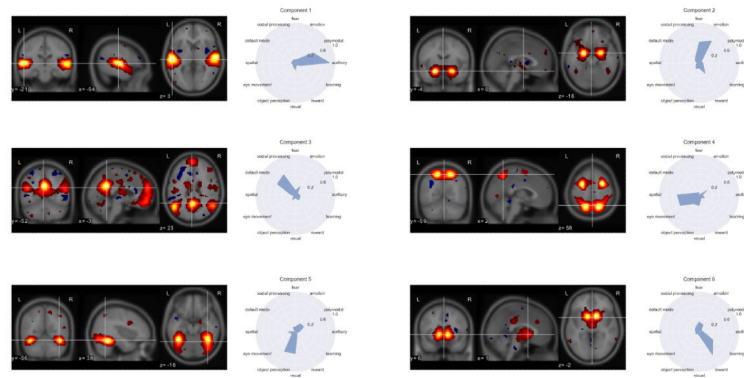 Component 1
fear
social processing
emotion
default mode
polymodal
1.0
0.6
0.2
spatial
auditory
eye movement
learning
object perception
reward
visual
L R
y= -21 x= -54 z= 3
Component 2
fear
social processing
emotion
default mode
polymodal
1.0
0.6
0.2
spatial
auditory
eye movement
learning
object perception
reward
visual
L R
y= -4 z= -18
Component 3
fear
social processing
emotion
default mode
polymodal
1.0
0.6
0.2
spatial
auditory
eye movement
learning
object perception
reward
visual
L R
y= -52 x= -3 z= 23
Component 4
fear
social processing
emotion
default mode
polymodal
1.0
0.6
0.2
spatial
auditory
eye movement
learning
object perception
reward
visual
L R
x= 2 z= 58
Component 5
fear
social processing
emotion
default mode
polymodal
1.0
0.6
0.2
spatial
auditory
eye movement
learning
object perception
reward
visual
L R
y= -56 z= -16
Component 6
fear
social processing
emotion
default mode
polymodal
1.0
0.6
0.2
spatial
auditory
eye movement
learning
object perception
reward
visual
L R
z= -2